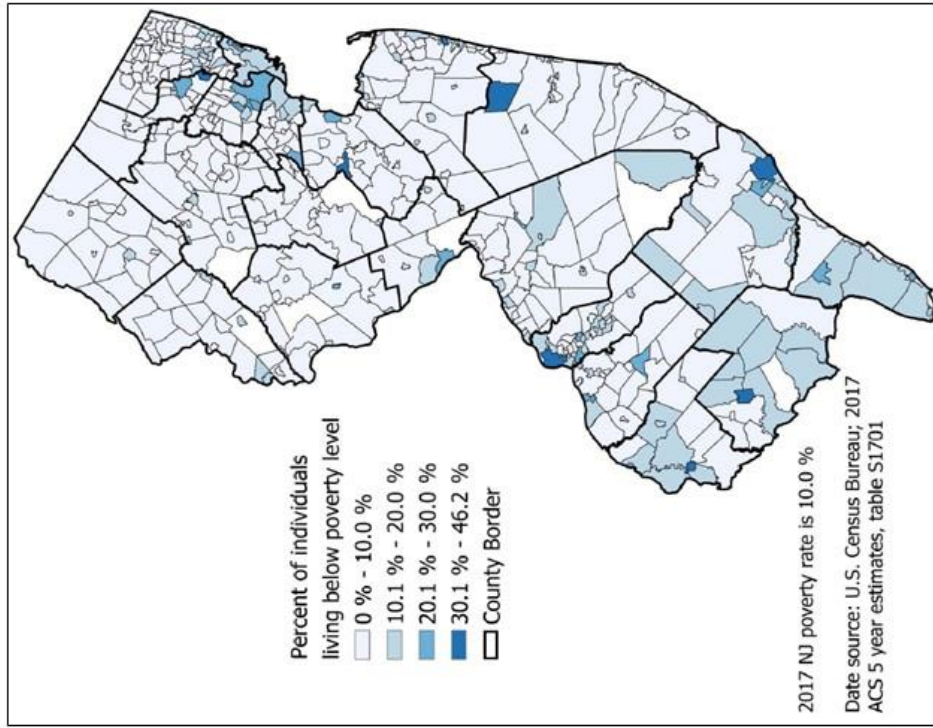 Percent of individuals
living below poverty level
0 % - 10.0 %
10.1 % - 20.0 %
20.1 % - 30.0 %
30.1 % - 46.2 %
County Border
2017 NJ poverty rate is 10.0 %
Date source: U.S. Census Bureau; 2017
ACS 5 year estimates, table S1701